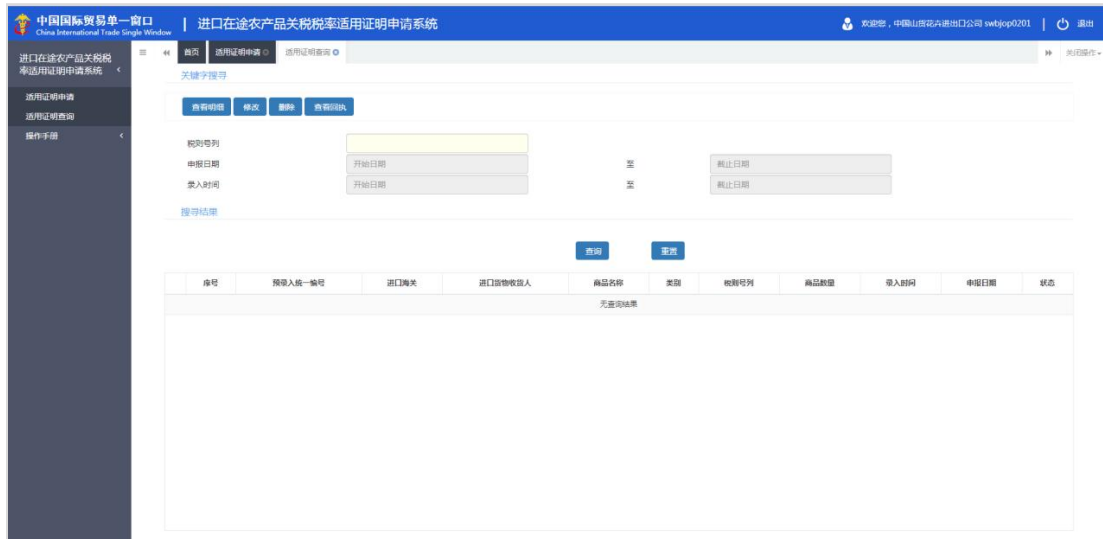 中国国际贸易单一窗口
China International Trade Single Window
进口在途农产品关税税率适用证明申请系统
欢迎您，中国山货花卉进出口公司 swbjop0201
退出
进口在途农产品关税税率适用证明申请系统
首页
适用证明申请
适用证明查询
关闭操作
适用证明申请
适用证明查询
操作手册
关键字搜寻
查看明细 修改 删除 查看回执
税则号列
申报日期 开始日期 至 截止日期
录入时间 开始日期 至 截止日期
搜寻结果
查询 重置
序号 预录入统一编号 进口海关 进口货物收货人 商品名称 类别 税则号列 商品数量 录入时间 申报日期 状态
无查询结果